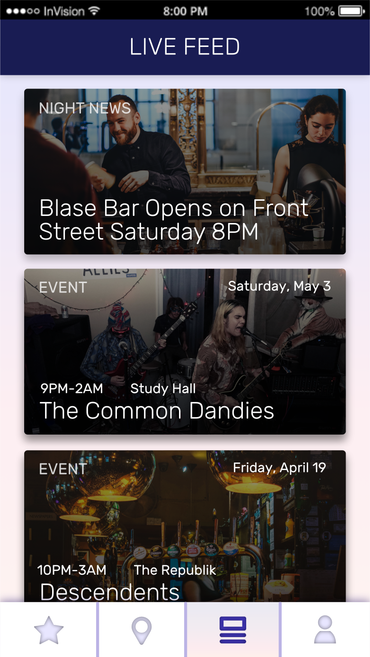 InVision 8:00 PM 100%
LIVE FEED
NIGHT NEWS
Blase Bar Opens on Front
Street Saturday 8PM
ALLIES
EVENT Saturday, May 3
9PM-2AM Study Hall
The Common Dandies
EVENT Friday, April 19
10PM-3AM The Republik
Descendents